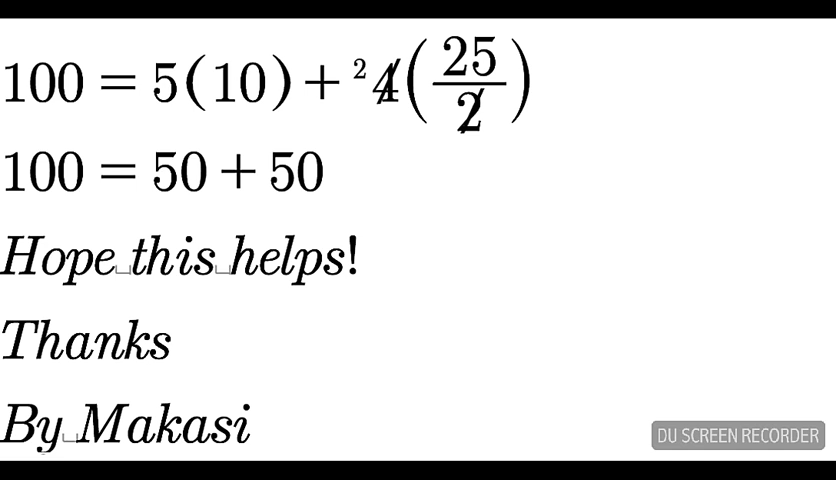 100 = 5(10) + ²4(25/2)
100 = 50 + 50
Hope␣this␣helps!
Thanks
By␣Makasi
DU SCREEN RECORDER